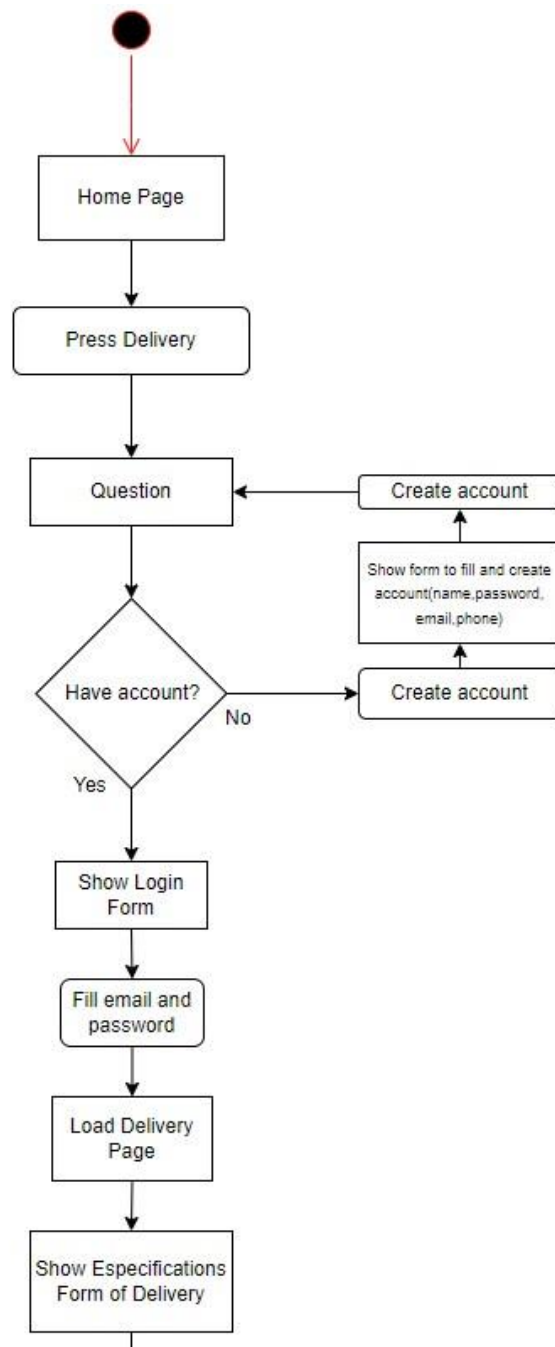 Home Page
Press Delivery
Question
Create account
Show form to fill and create
account(name,password,
email,phone)
Have account?
Create account
No
Yes
Show Login
Form
Fill email and
password
Load Delivery
Page
Show Especifications
Form of Delivery